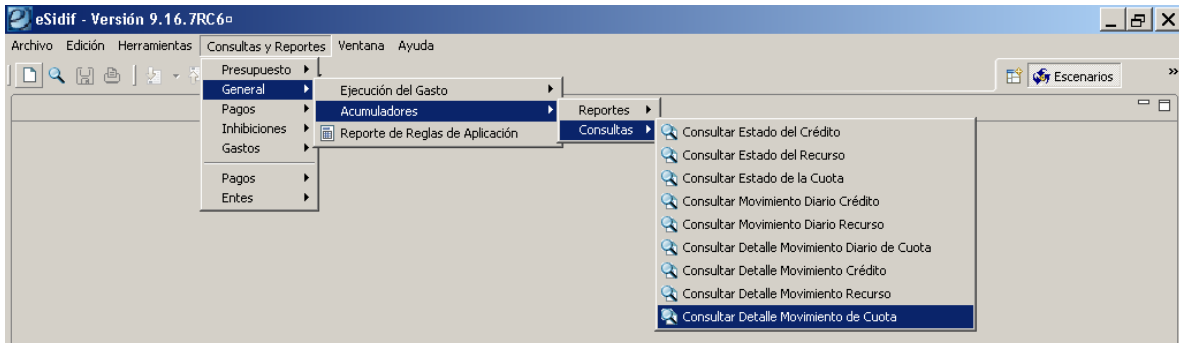 eSidif - Versión 9.16.7RC6¤
Archivo Edición Herramientas Consultas y Reportes Ventana Ayuda
Presupuesto
General
Pagos
Inhibiciones
Gastos
Pagos
Entes
Ejecución del Gasto
Acumuladores
Reporte de Reglas de Aplicación
Reportes
Consultas
Consultar Estado del Crédito
Consultar Estado del Recurso
Consultar Estado de la Cuota
Consultar Movimiento Diario Crédito
Consultar Movimiento Diario Recurso
Consultar Detalle Movimiento Diario de Cuota
Consultar Detalle Movimiento Crédito
Consultar Detalle Movimiento Recurso
Consultar Detalle Movimiento de Cuota
Escenarios
»